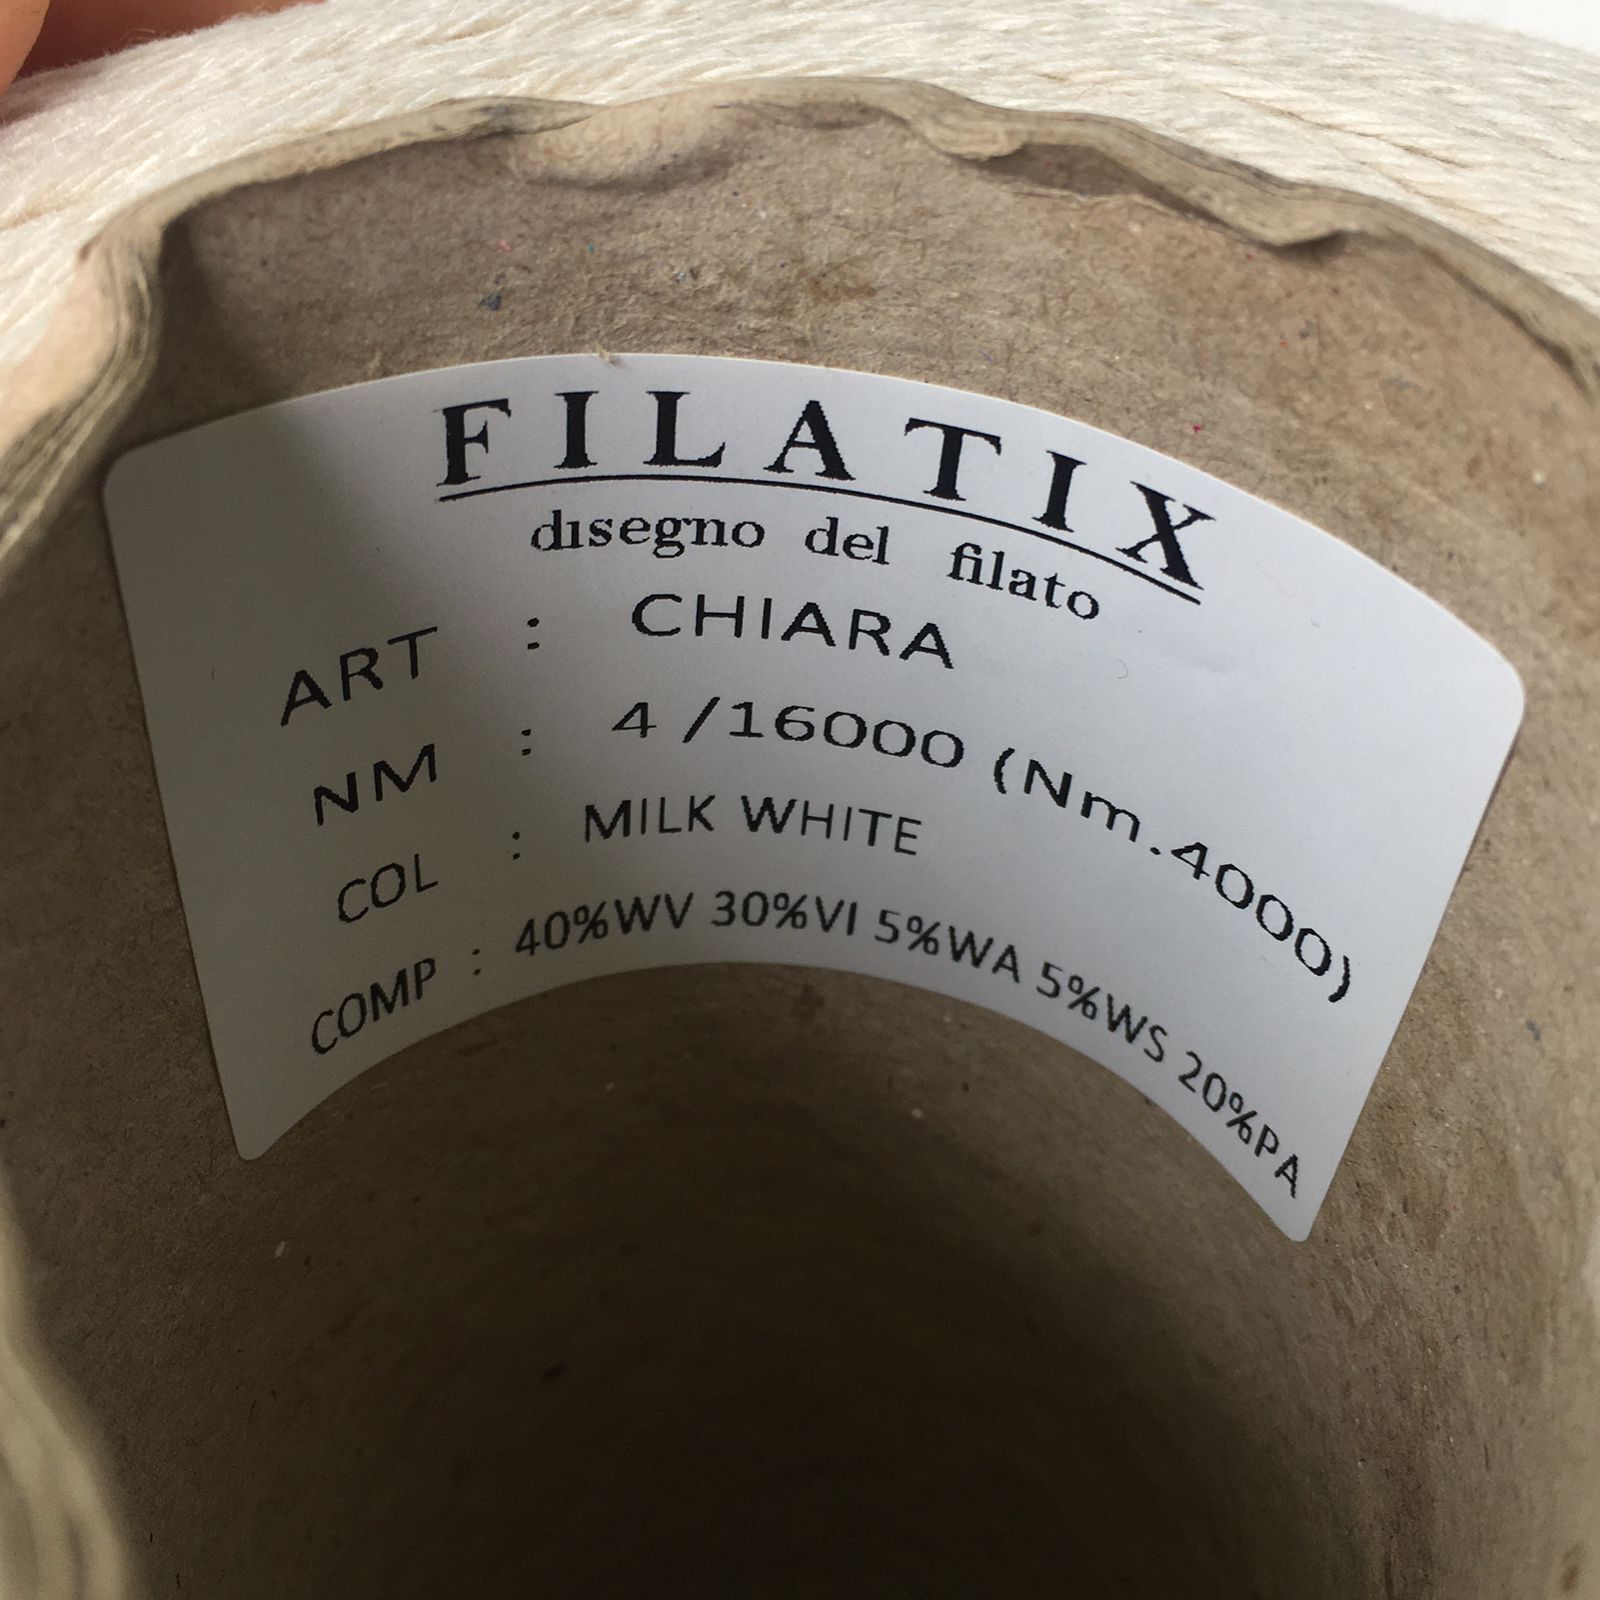 FILATIX
disegno del filato
ART : CHIARA
NM : 4 /16000 (Nm.4000)
COL : MILK WHITE
COMP : 40%WV 30%VI 5%WA 5%WS 20%PA